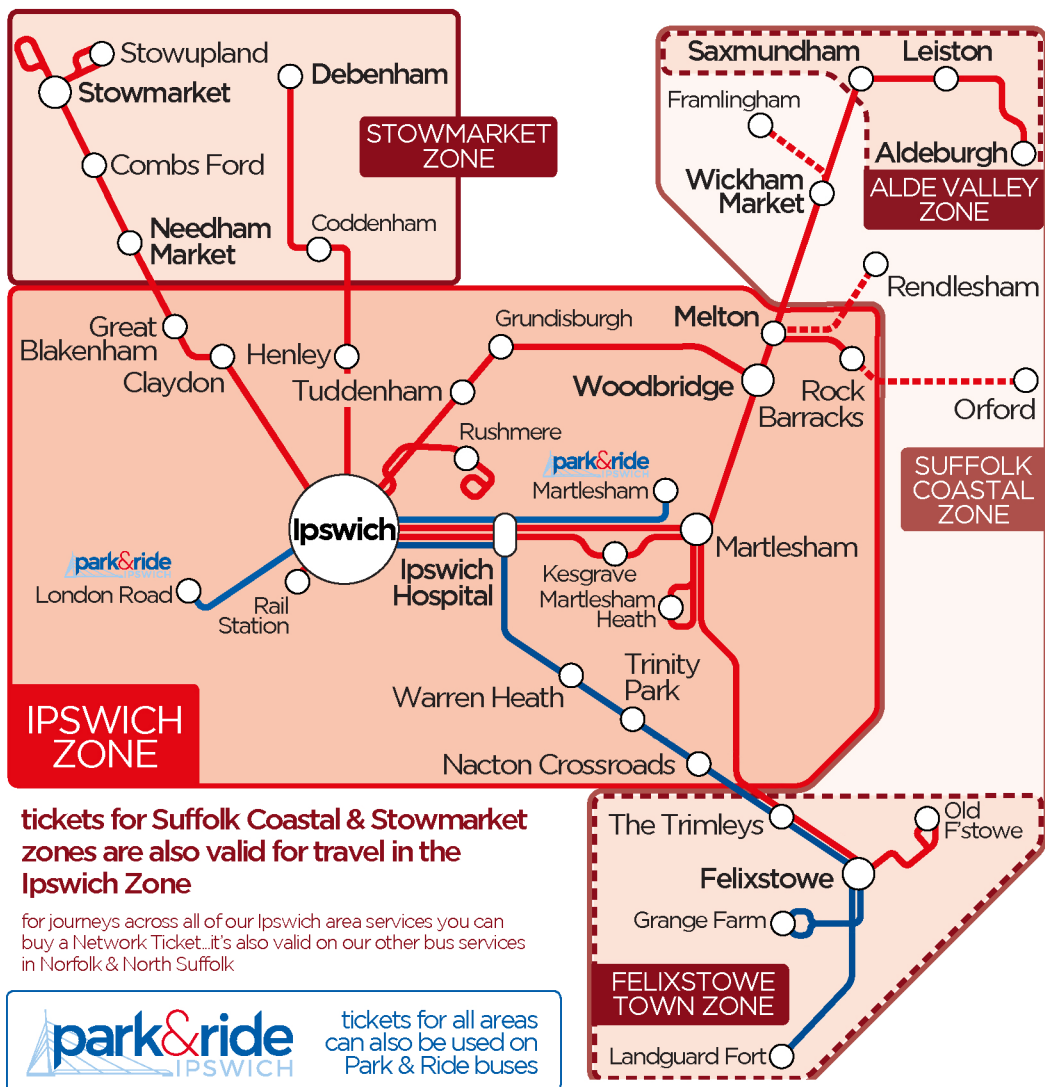 Stowupland
Stowmarket
Debenham
STOWMARKET
ZONE
Combs Ford
Needham
Market
Coddenham
Saxmundham
Leiston
Framlingham
Aldeburgh
Wickham
Market
ALDE VALLEY
ZONE
Rendlesham
Melton
Great
Blakenham
Claydon
Henley
Grundisburgh
Tuddenham
Woodbridge
Rock
Barracks
Orford
Rushmere
park&ride
IPSWICH
Martlesham
SUFFOLK
COASTAL
ZONE
Ipswich
park&ride
IPSWICH
London Road
Rail
Station
Ipswich
Hospital
Kesgrave
Martlesham
Martlesham
Heath
Warren Heath
Trinity
Park
Nacton Crossroads
IPSWICH
ZONE
The Trimleys
Old
F'stowe
Felixstowe
Grange Farm
FELIXSTOWE
TOWN ZONE
Landguard Fort
tickets for Suffolk Coastal & Stowmarket
zones are also valid for travel in the
Ipswich Zone
for journeys across all of our Ipswich area services you can
buy a Network Ticket...it's also valid on our other bus services
in Norfolk & North Suffolk
park&ride
IPSWICH
tickets for all areas
can also be used on
Park & Ride buses